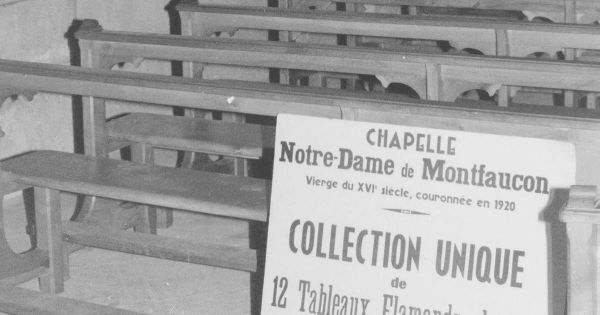 CHAPELLE
Notre-Dame de Montfaucon
Vierge du XVIe siècle, couronnée en 1920
COLLECTION UNIQUE
de
12 Tableaux